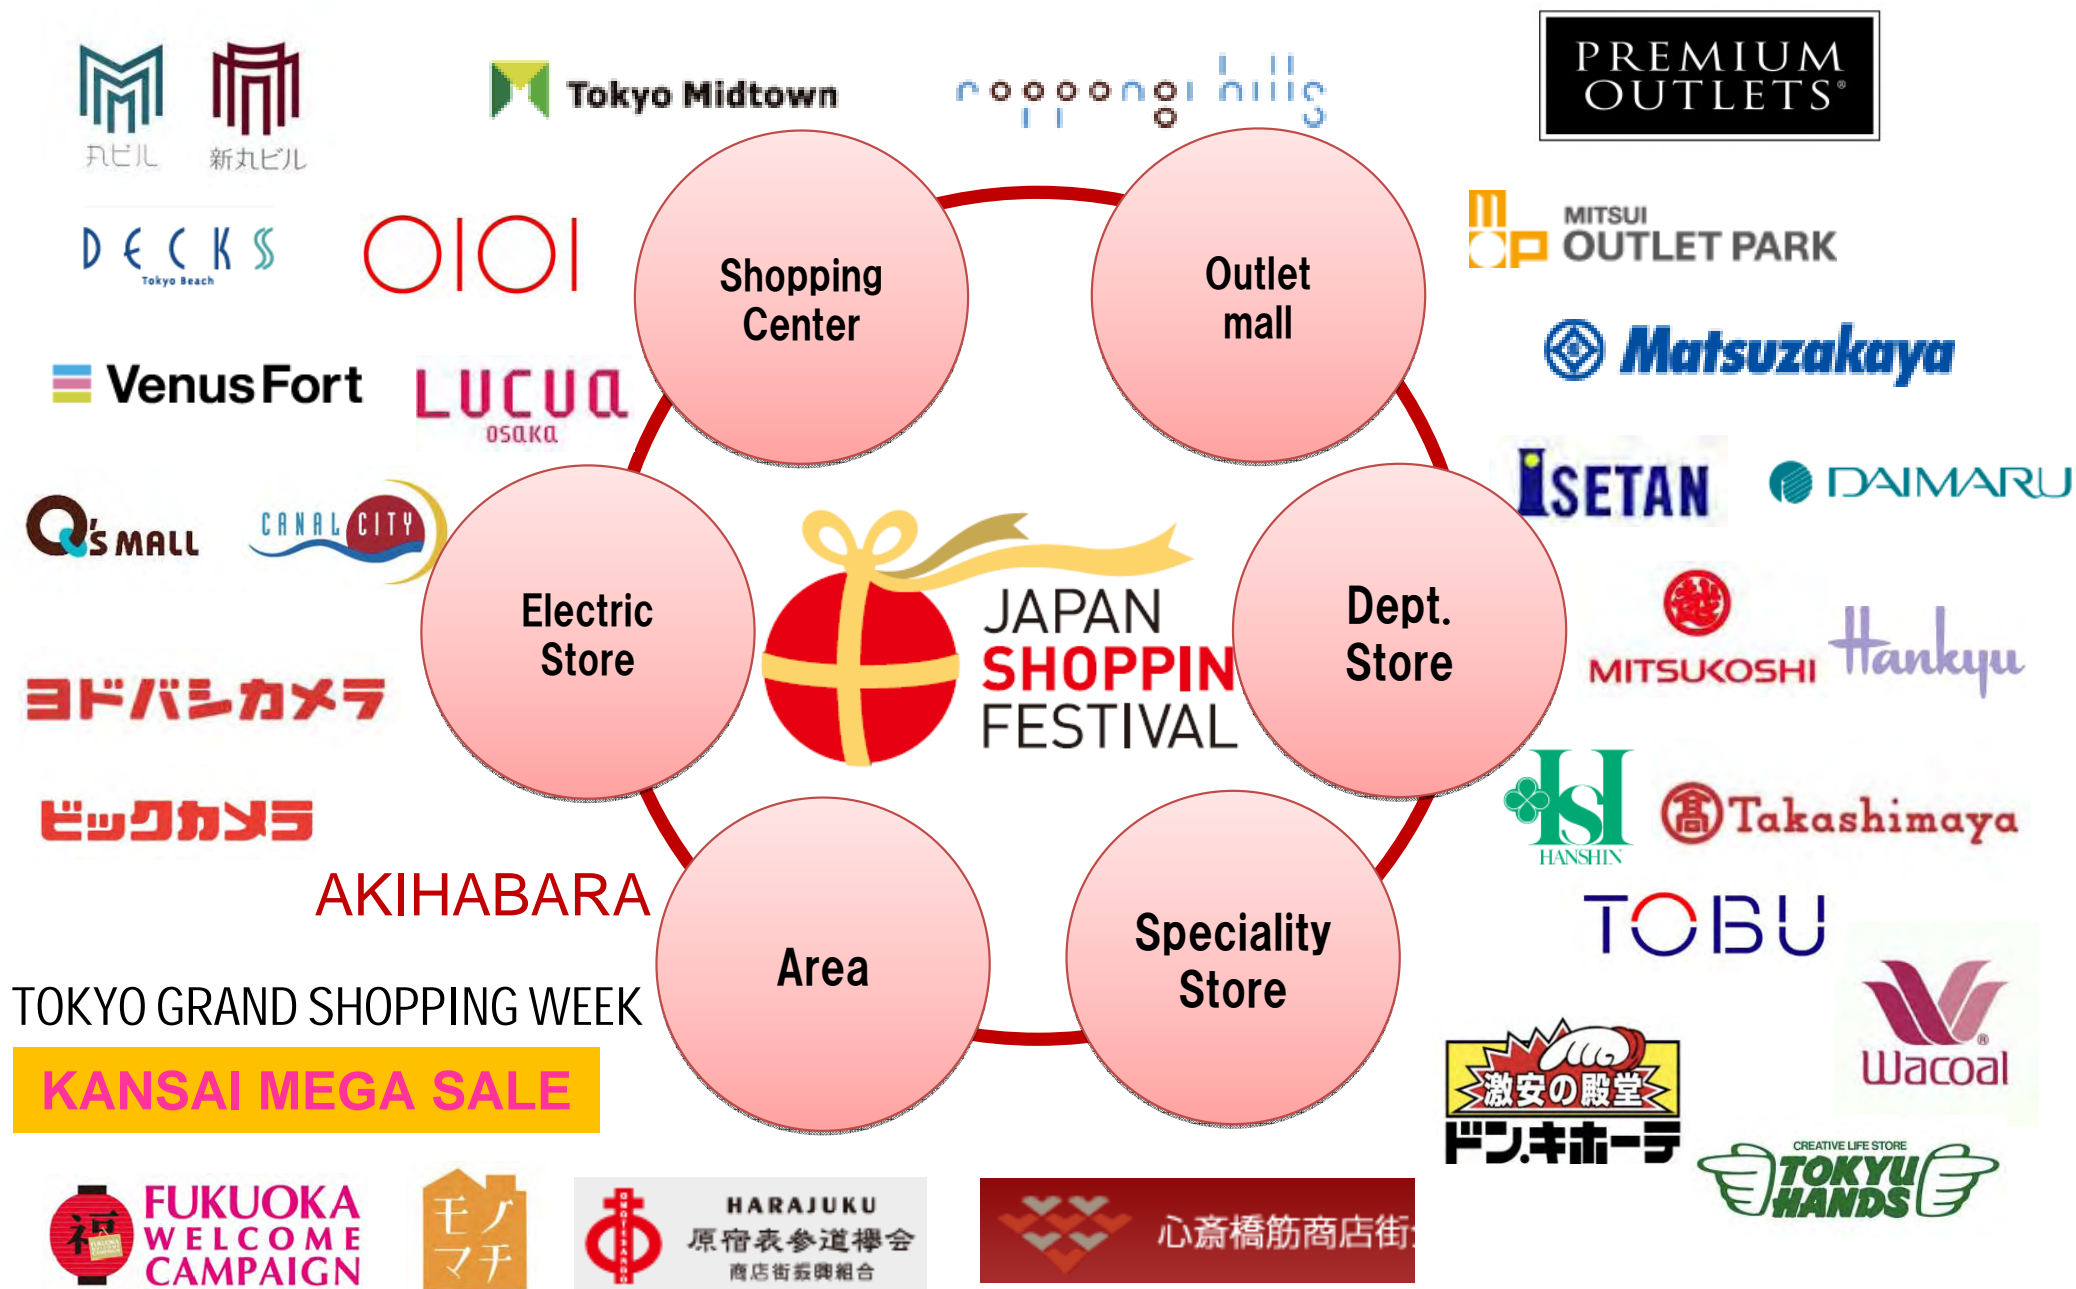 丸ビル
新丸ビル
Tokyo Midtown
roppongi hills
PREMIUM
OUTLETS®
DECKS
Tokyo Beach
OIOI
MITSUI
OUTLET PARK
Shopping
Center
Outlet
mall
VenusFort
LUCUA
OSAKA
Matsuzakaya
Q'S MALL
CANAL CITY
ISETAN
DAIMARU
Electric
Store
JAPAN
SHOPPIN
FESTIVAL
Dept.
Store
越
MITSUKOSHI
Hankyu
ヨドバシカメラ
ビックカメラ
HS
HANSHIN
髙
Takashimaya
AKIHABARA
Area
Speciality
Store
TOBU
TOKYO GRAND SHOPPING WEEK
KANSAI MEGA SALE
Wacoal®
激安の殿堂
ドン.キホーテ
CREATIVE LIFE STORE
TOKYU
HANDS
福
FUKUOKA
WELCOME
CAMPAIGN
モノ
マチ
OMOTESANDO
HARAJUKU
原宿表参道欅会
商店街振興組合
心斎橋筋商店街